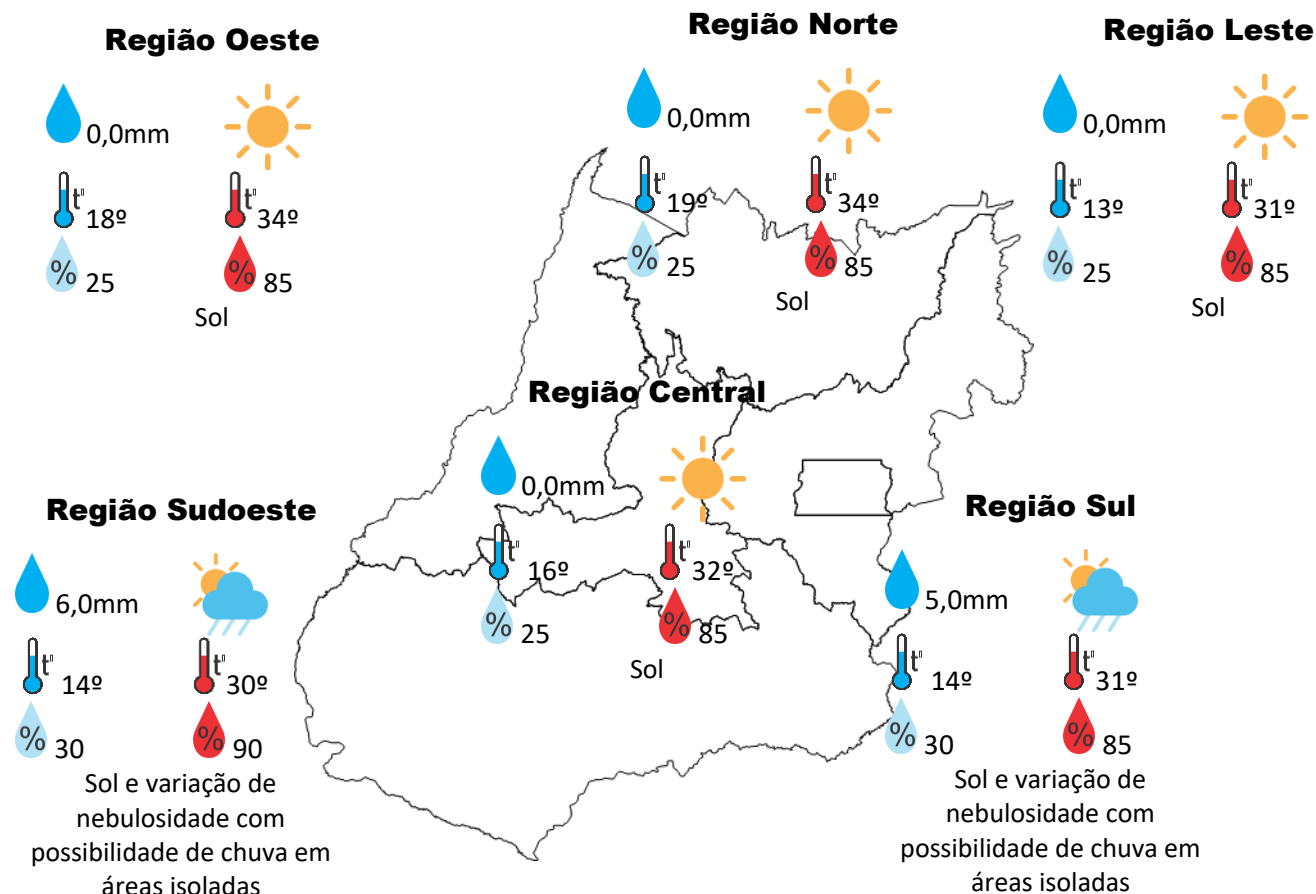 Região Oeste
0,0mm
t°
18º
t°
34º
%
25
%
85
Sol
Região Norte
0,0mm
t°
19º
t°
34º
%
25
%
85
Sol
Região Leste
0,0mm
t°
13º
t°
31º
%
25
%
85
Sol
Região Central
0,0mm
t°
16º
t°
32º
%
25
%
85
Sol
Região Sudoeste
6,0mm
t°
14º
t°
30º
%
30
%
90
Sol e variação de
nebulosidade com
possibilidade de chuva em
áreas isoladas
Região Sul
5,0mm
t°
14º
t°
31º
%
30
%
85
Sol e variação de
nebulosidade com
possibilidade de chuva em
áreas isoladas